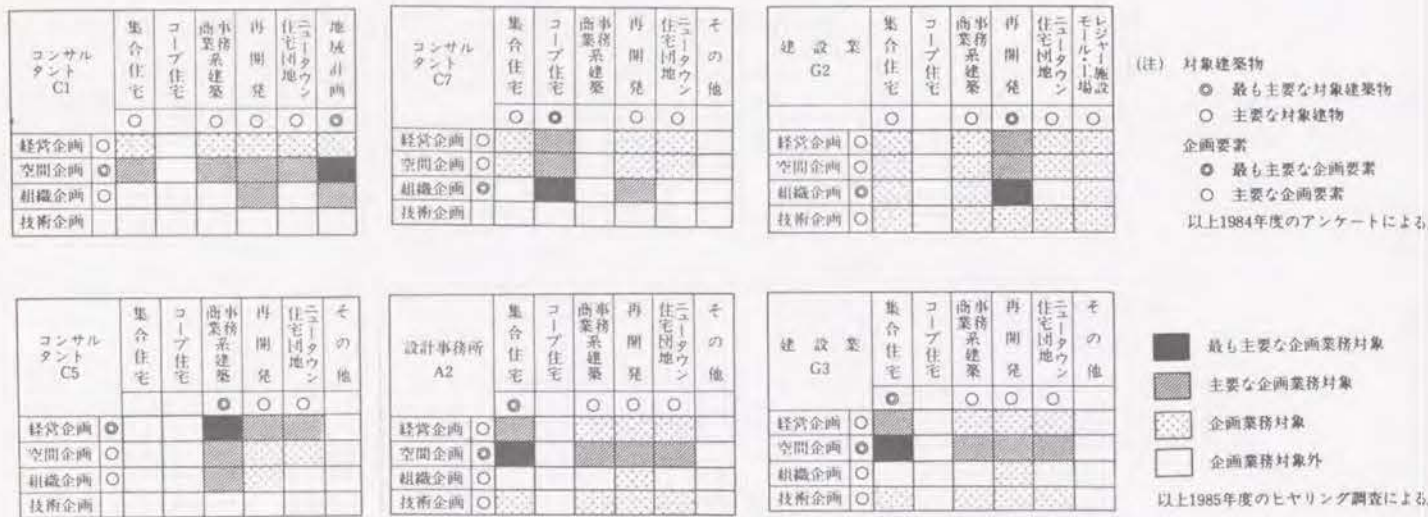 コンサルタント C1
集合住宅
コープ住宅
事務系建築 商業系建築
再開発
ニュータウン 住宅団地
地域計画
○ ○ ○ ○ ◎
経営企画 ○
空間企画 ◎
組織企画 ○
技術企画
コンサルタント C7
集合住宅
コープ住宅
事務系建築 商業系建築
再開発
ニュータウン 住宅団地
その他
○ ◎ ○ ○
経営企画 ○
空間企画 ○
組織企画 ◎
技術企画
建設業 G2
集合住宅
コープ住宅
事務系建築 商業系建築
再開発
ニュータウン 住宅団地
レジャー施設 モール・工場
○ ○ ◎ ○ ○
経営企画 ○
空間企画 ○
組織企画 ◎
技術企画 ○
(注) 対象建築物
◎ 最も主要な対象建築物
○ 主要な対象建物
企画要素
◎ 最も主要な企画要素
○ 主要な企画要素
以上1984年度のアンケートによる
コンサルタント C5
集合住宅
コープ住宅
事務系建築 商業系建築
再開発
ニュータウン 住宅団地
その他
◎ ○ ○
経営企画 ◎
空間企画 ○
組織企画 ○
技術企画
設計事務所 A2
集合住宅
コープ住宅
事務系建築 商業系建築
再開発
ニュータウン 住宅団地
その他
◎ ○ ○ ○
経営企画 ○
空間企画 ◎
組織企画 ○
技術企画 ○
建設業 G3
集合住宅
コープ住宅
事務系建築 商業系建築
再開発
ニュータウン 住宅団地
その他
◎ ○ ○ ○
経営企画 ○
空間企画 ◎
組織企画 ○
技術企画 ○
最も主要な企画業務対象
主要な企画業務対象
企画業務対象
企画業務対象外
以上1985年度のヒヤリング調査による